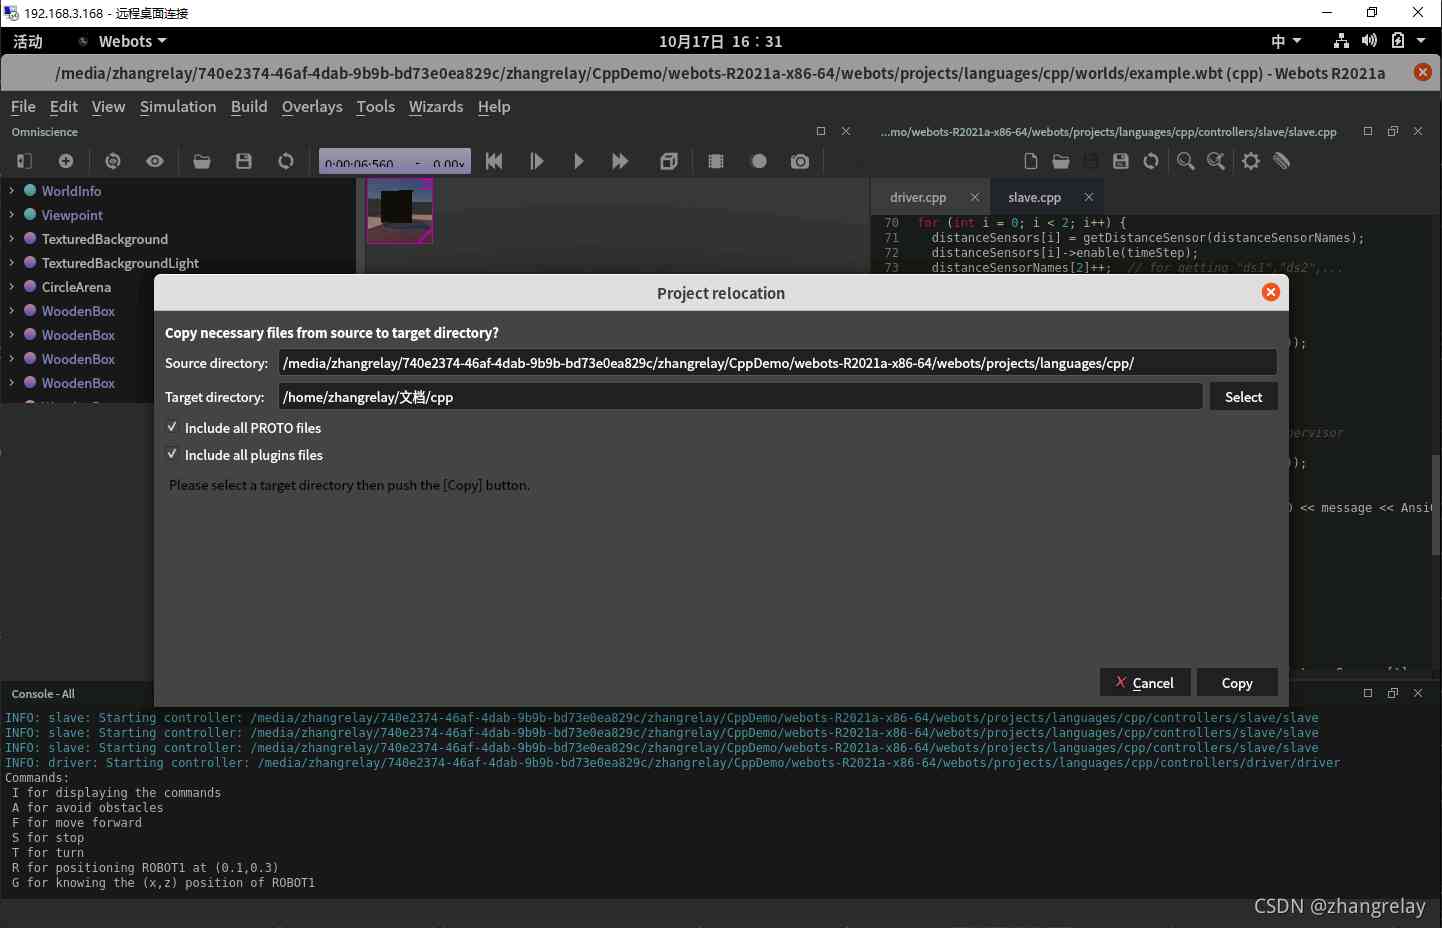 192.168.3.168 - 远程桌面连接
活动
Webots
10月17日 16：31
中
/media/zhangrelay/740e2374-46af-4dab-9b9b-bd73e0ea829c/zhangrelay/CppDemo/webots-R2021a-x86-64/webots/projects/languages/cpp/worlds/example.wbt (cpp) - Webots R2021a
File Edit View Simulation Build Overlays Tools Wizards Help
Omniscience
...mo/webots-R2021a-x86-64/webots/projects/languages/cpp/controllers/slave/slave.cpp
0:00:06:560 - 0.00x
WorldInfo
Viewpoint
TexturedBackground
TexturedBackgroundLight
CircleArena
WoodenBox
WoodenBox
WoodenBox
WoodenBox
driver.cpp
slave.cpp
70 for (int i = 0; i < 2; i++) {
71 distanceSensors[i] = getDistanceSensor(distanceSensorNames);
72 distanceSensors[i]->enable(timeStep);
73 distanceSensorNames[2]++; // for getting "ds1","ds2",...
));
pervisor
));
<< message << Ansi
Project relocation
Copy necessary files from source to target directory?
Source directory: /media/zhangrelay/740e2374-46af-4dab-9b9b-bd73e0ea829c/zhangrelay/CppDemo/webots-R2021a-x86-64/webots/projects/languages/cpp/
Target directory: /home/zhangrelay/文档/cpp
Select
Include all PROTO files
Include all plugins files
Please select a target directory then push the [Copy] button.
Cancel
Copy
Console - All
INFO: slave: Starting controller: /media/zhangrelay/740e2374-46af-4dab-9b9b-bd73e0ea829c/zhangrelay/CppDemo/webots-R2021a-x86-64/webots/projects/languages/cpp/controllers/slave/slave
INFO: slave: Starting controller: /media/zhangrelay/740e2374-46af-4dab-9b9b-bd73e0ea829c/zhangrelay/CppDemo/webots-R2021a-x86-64/webots/projects/languages/cpp/controllers/slave/slave
INFO: slave: Starting controller: /media/zhangrelay/740e2374-46af-4dab-9b9b-bd73e0ea829c/zhangrelay/CppDemo/webots-R2021a-x86-64/webots/projects/languages/cpp/controllers/slave/slave
INFO: driver: Starting controller: /media/zhangrelay/740e2374-46af-4dab-9b9b-bd73e0ea829c/zhangrelay/CppDemo/webots-R2021a-x86-64/webots/projects/languages/cpp/controllers/driver/driver
Commands:
I for displaying the commands
A for avoid obstacles
F for move forward
S for stop
T for turn
R for positioning ROBOT1 at (0.1,0.3)
G for knowing the (x,z) position of ROBOT1
CSDN @zhangrelay